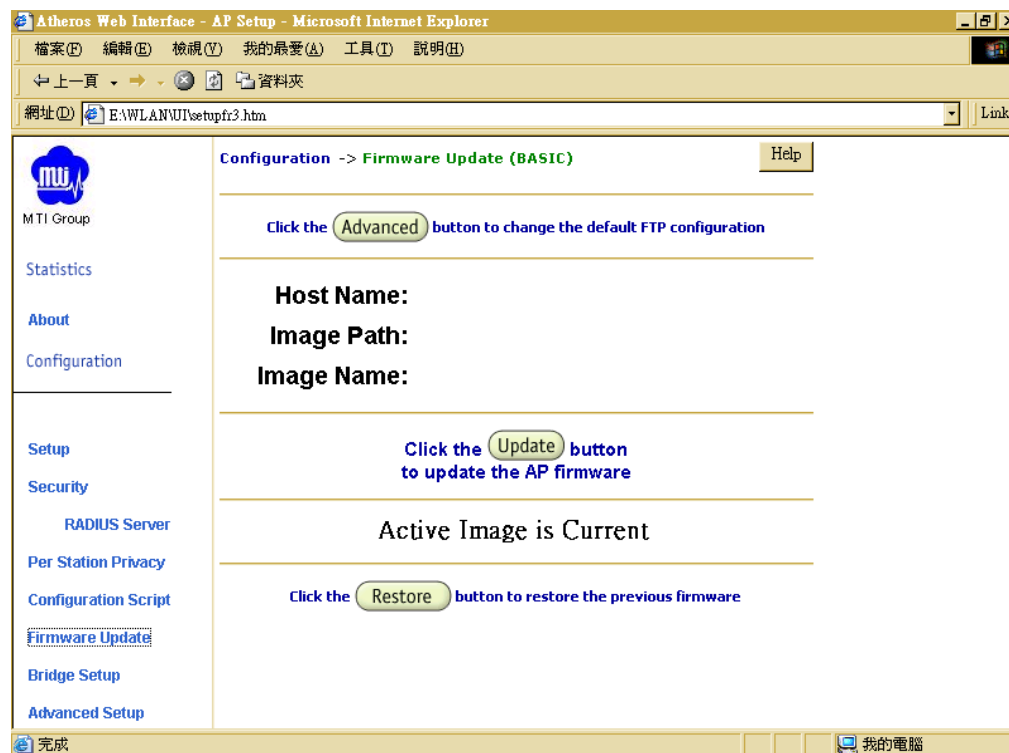 Atheros Web Interface - AP Setup - Microsoft Internet Explorer
檔案(F) 編輯(E) 檢視(V) 我的最愛(A) 工具(T) 說明(H)
上一頁 資料夾
網址(D) E:\WLAN\UI\setupfr3.htm Link
MTI Group
Statistics
About
Configuration
Setup
Security
RADIUS Server
Per Station Privacy
Configuration Script
Firmware Update
Bridge Setup
Advanced Setup
Configuration -> Firmware Update (BASIC) Help
Click the Advanced button to change the default FTP configuration
Host Name:
Image Path:
Image Name:
Click the Update button
to update the AP firmware
Active Image is Current
Click the Restore button to restore the previous firmware
完成 我的電腦